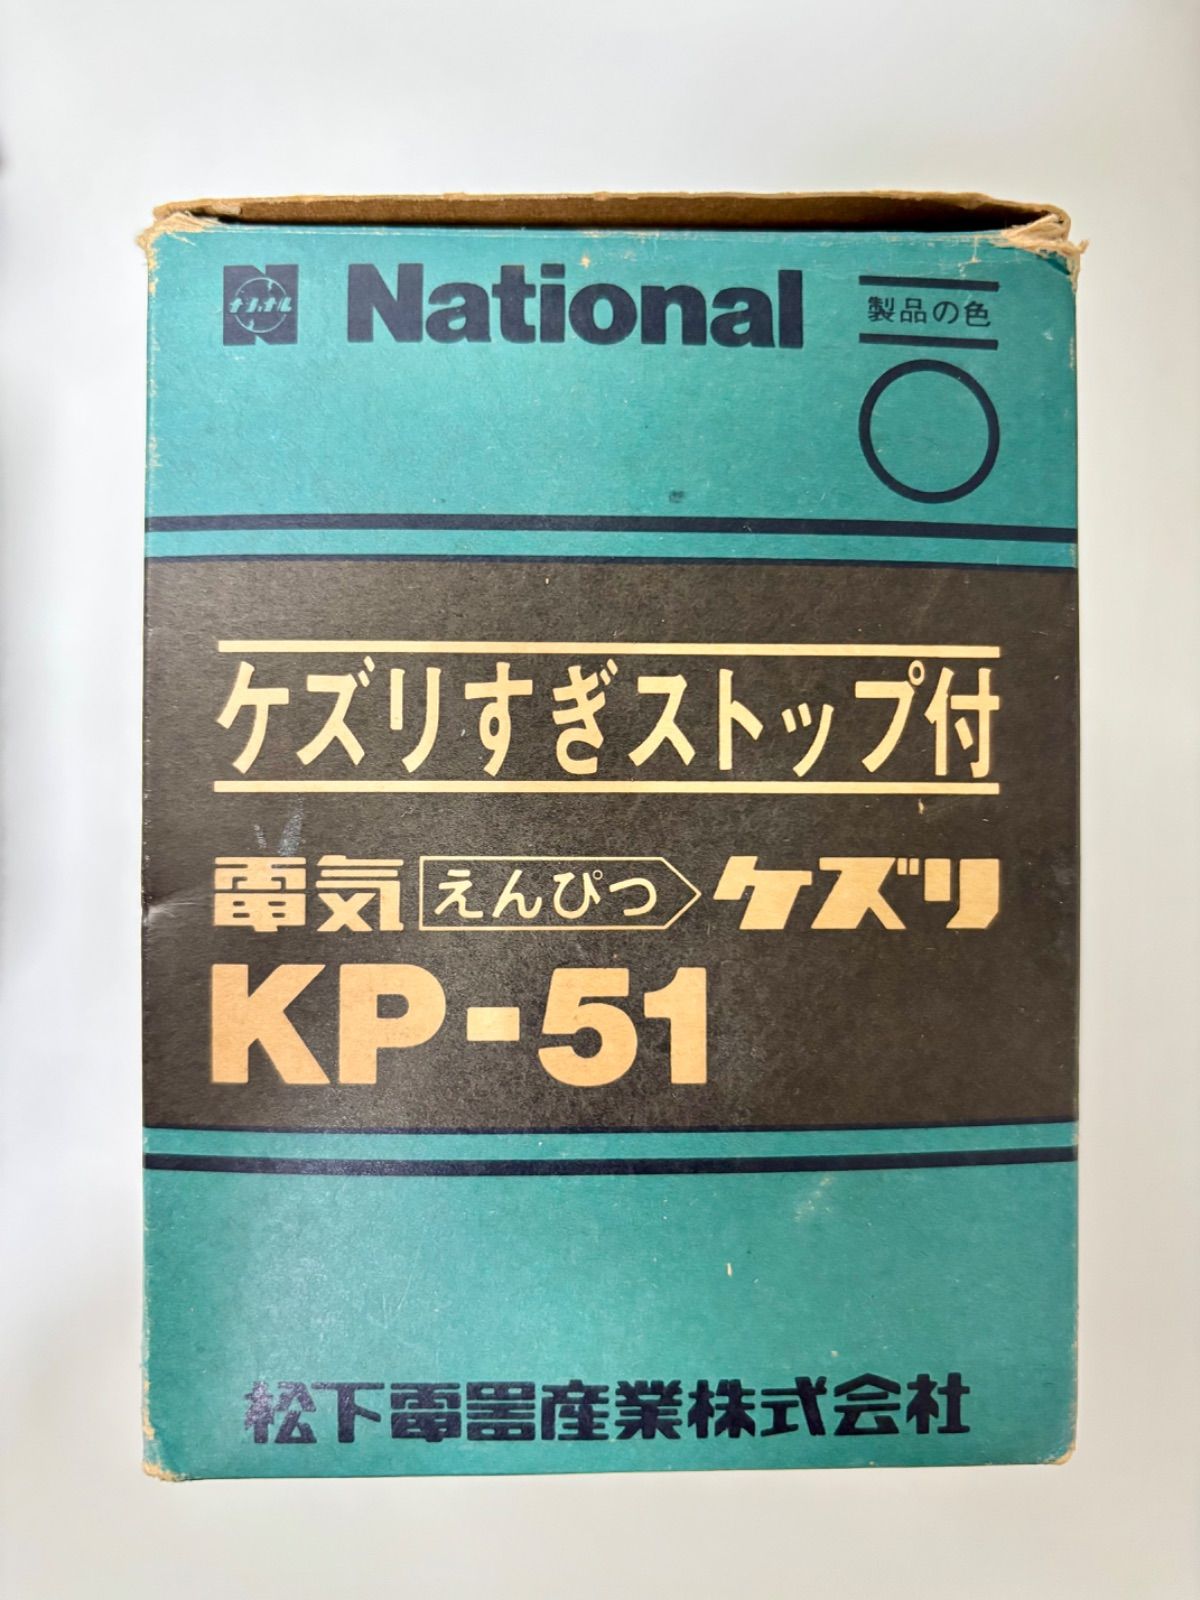 ナショナル National
製品の色
ケズリすぎストップ付
電気えんぴつケズリ
KP-51
松下電器産業株式会社